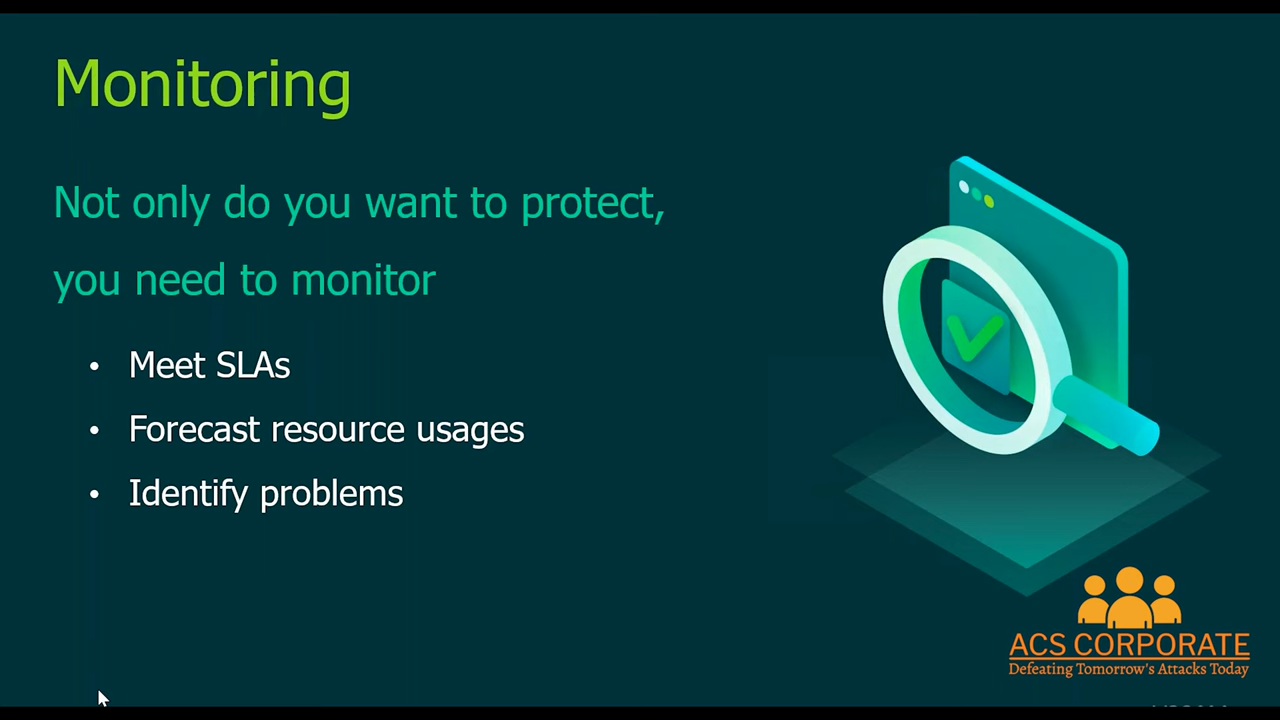 Monitoring
Not only do you want to protect,
you need to monitor
• Meet SLAs
• Forecast resource usages
• Identify problems
ACS CORPORATE
Defeating Tomorrow's Attacks Today